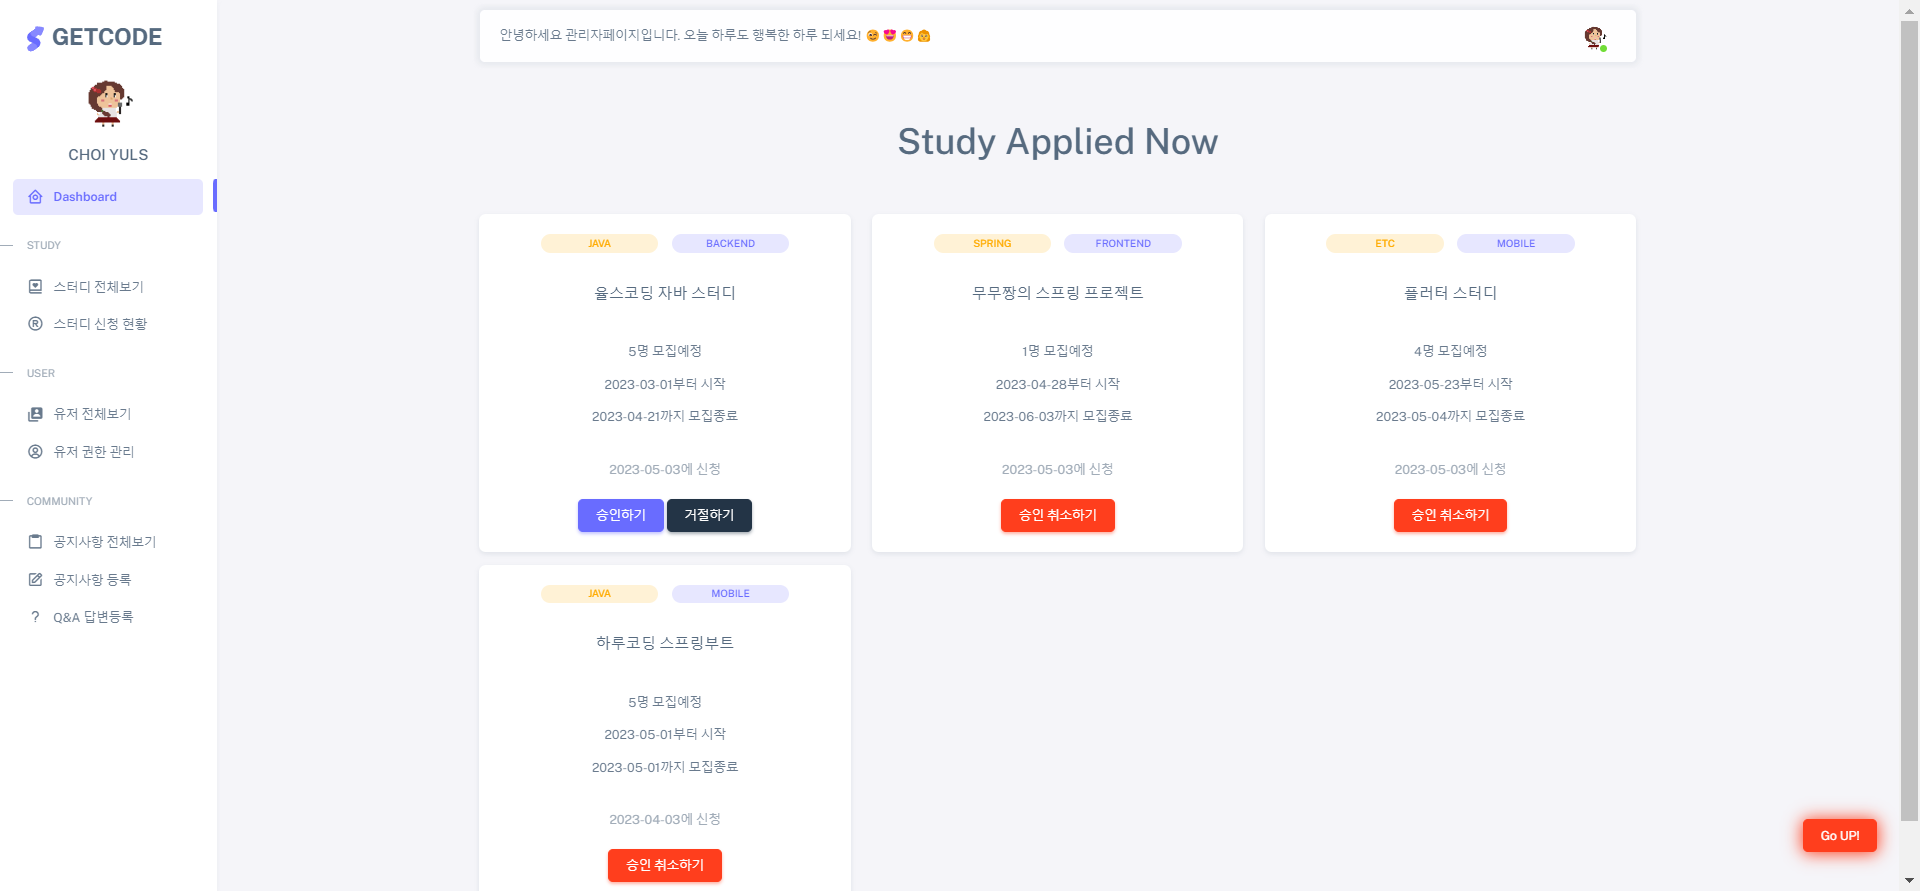 GETCODE
CHOI YULS
Dashboard
STUDY
스터디 전체보기
스터디 신청 현황
USER
유저 전체보기
유저 권한 관리
COMMUNITY
공지사항 전체보기
공지사항 등록
Q&A 답변등록
안녕하세요 관리자페이지입니다. 오늘 하루도 행복한 하루 되세요! 😊 😍 😁 🙆
Study Applied Now
JAVA BACKEND
율스코딩 자바 스터디
5명 모집예정
2023-03-01부터 시작
2023-04-21까지 모집종료
2023-05-03에 신청
승인하기 거절하기
SPRING FRONTEND
무무짱의 스프링 프로젝트
1명 모집예정
2023-04-28부터 시작
2023-06-03까지 모집종료
2023-05-03에 신청
승인 취소하기
ETC MOBILE
플러터 스터디
4명 모집예정
2023-05-23부터 시작
2023-05-04까지 모집종료
2023-05-03에 신청
승인 취소하기
JAVA MOBILE
하루코딩 스프링부트
5명 모집예정
2023-05-01부터 시작
2023-05-01까지 모집종료
2023-04-03에 신청
승인 취소하기
Go UP!